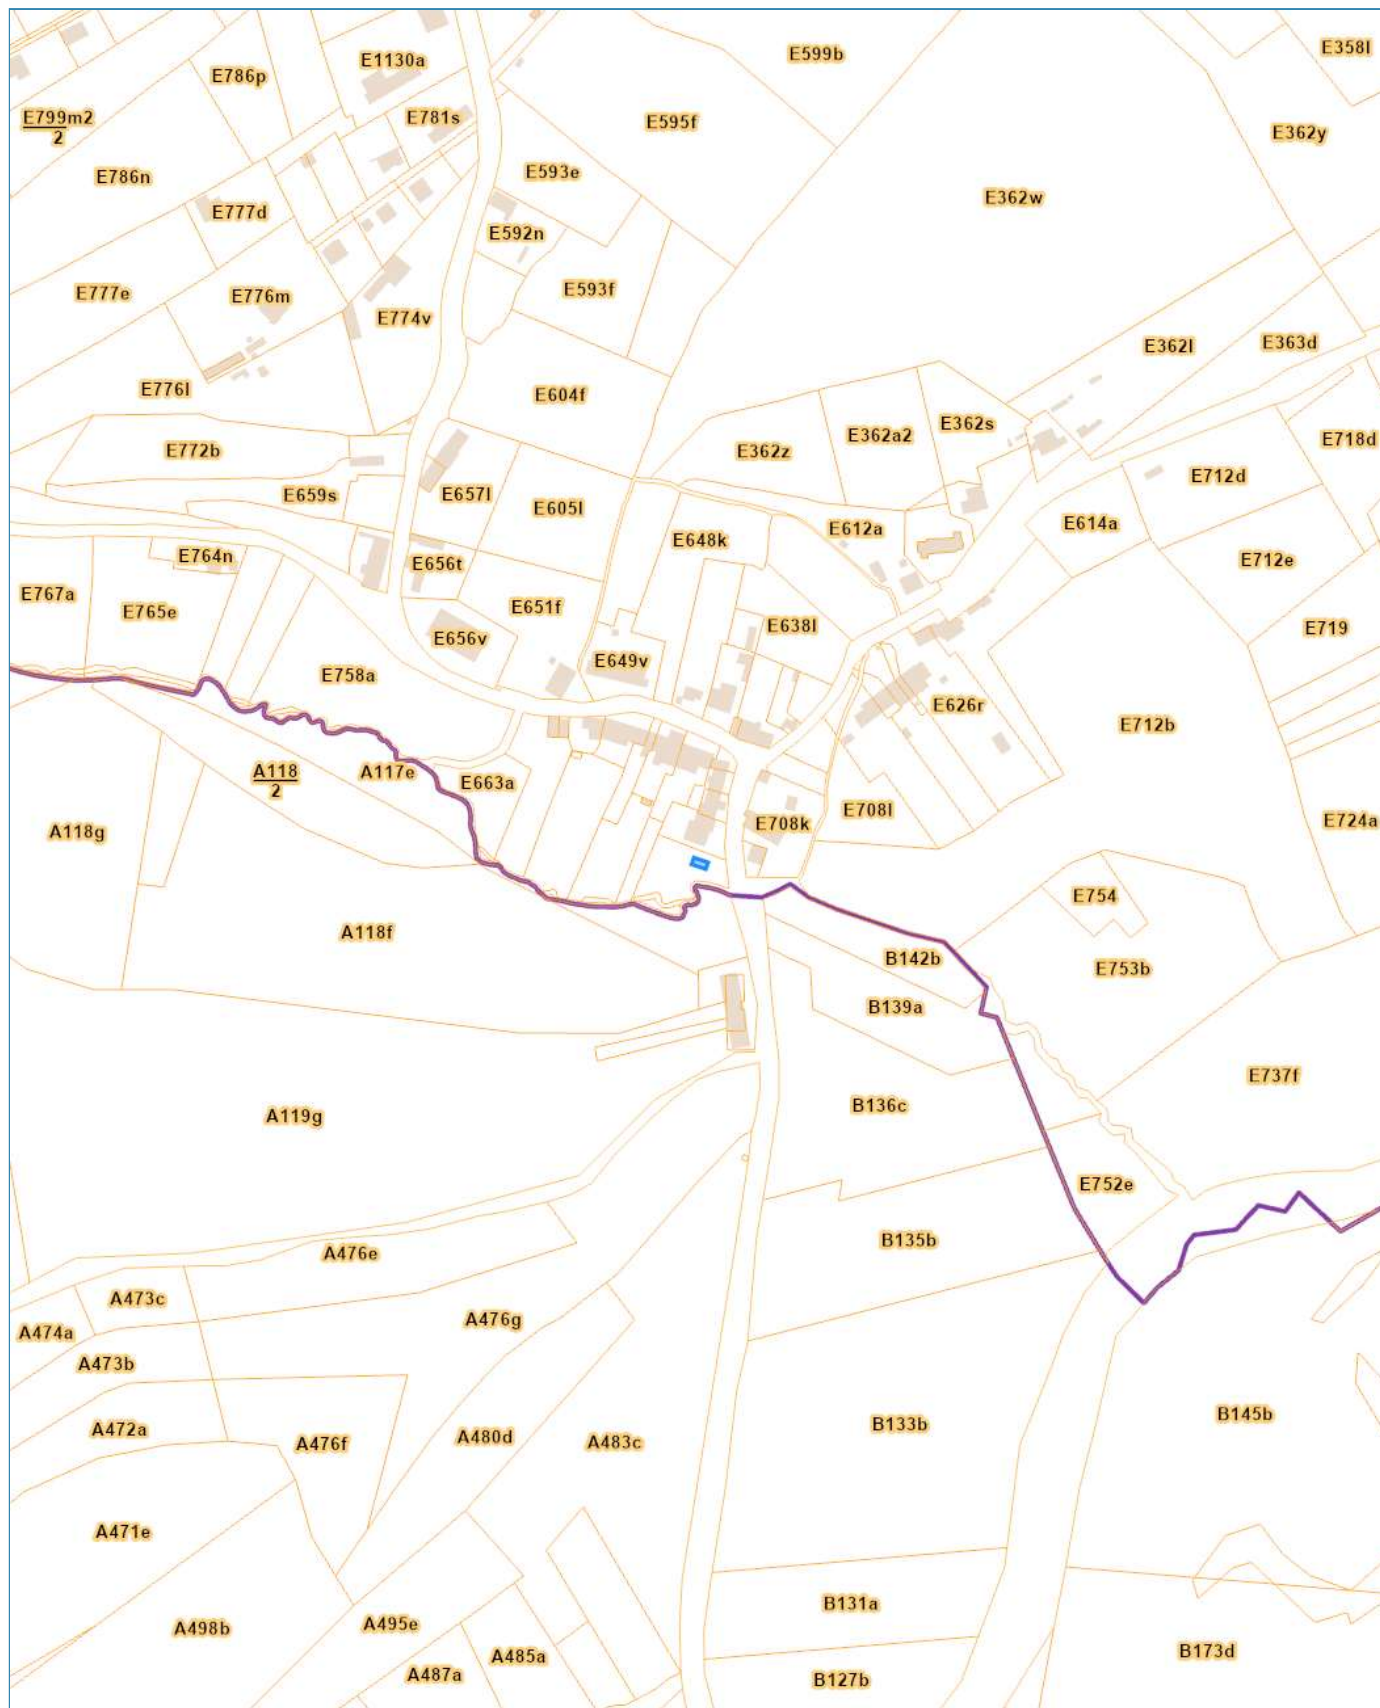 E599b
E358l
E1130a
E786p
E799m2
2
E781s
E595f
E362y
E786n
E593e
E362w
E777d
E592n
E777e
E776m
E593f
E774v
E362l
E363d
E776l
E604f
E362s
E362a2
E718d
E772b
E362z
E712d
E659s
E657l
E605l
E614a
E612a
E648k
E764n
E656t
E712e
E767a
E765e
E651f
E638l
E719
E656v
E649v
E758a
E626r
E712b
A118
2
A117e
E663a
A118g
E708k
E708l
E724a
E754
A118f
B142b
E753b
B139a
E737f
A119g
B136c
E752e
A476e
B135b
A473c
A474a
A476g
A473b
A472a
A476f
A480d
A483c
B133b
B145b
A471e
A498b
A495e
B131a
A485a
A487a
B127b
B173d